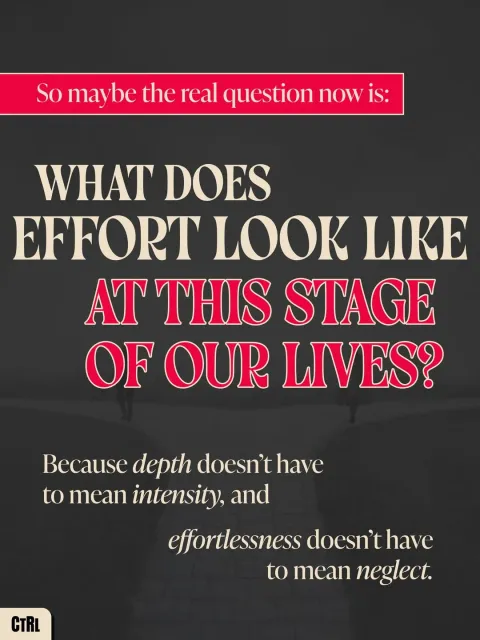 So maybe the real question now is:
WHAT DOES
EFFORT LOOK LIKE
AT THIS STAGE
OF OUR LIVES?
Because depth doesn't have
to mean intensity, and
effortlessness doesn't have
to mean neglect.
CTRL